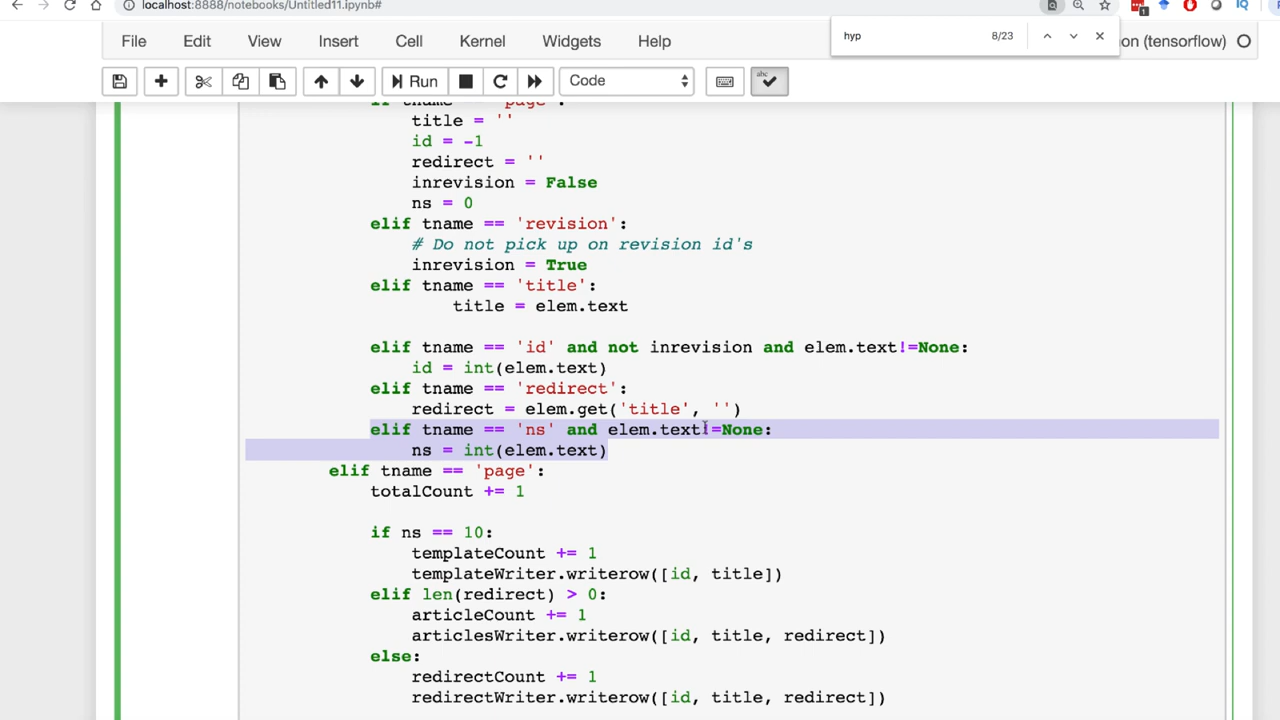 localhost:8888/notebooks/Untitled11.ipynb#
hyp 8/23
File Edit View Insert Cell Kernel Widgets Help on (tensorflow)
Run Code
title = ''
id = -1
redirect = ''
inrevision = False
ns = 0
elif tname == 'revision':
# Do not pick up on revision id's
inrevision = True
elif tname == 'title':
title = elem.text
elif tname == 'id' and not inrevision and elem.text!=None:
id = int(elem.text)
elif tname == 'redirect':
redirect = elem.get('title', '')
elif tname == 'ns' and elem.text!=None:
ns = int(elem.text)
elif tname == 'page':
totalCount += 1
if ns == 10:
templateCount += 1
templateWriter.writerow([id, title])
elif len(redirect) > 0:
articleCount += 1
articlesWriter.writerow([id, title, redirect])
else:
redirectCount += 1
redirectWriter.writerow([id, title, redirect])